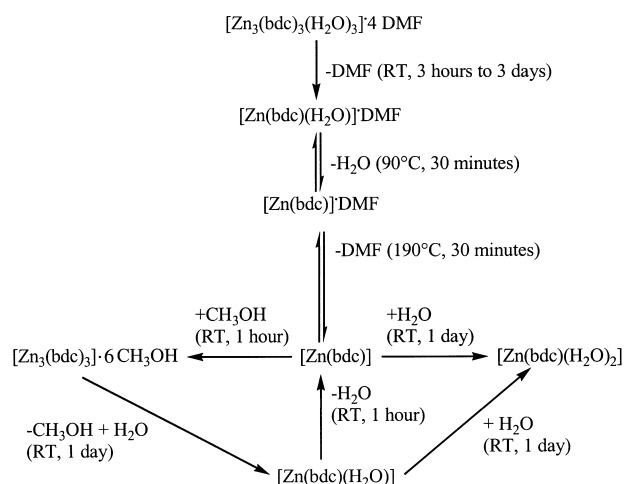 [Zn₃(bdc)₃(H₂O)₃]·4 DMF
-DMF (RT, 3 hours to 3 days)
[Zn(bdc)(H₂O)]·DMF
-H₂O (90°C, 30 minutes)
[Zn(bdc)]·DMF
-DMF (190°C, 30 minutes)
+CH₃OH
(RT, 1 hour)
+H₂O
(RT, 1 day)
[Zn₃(bdc)₃]·6 CH₃OH
[Zn(bdc)]
[Zn(bdc)(H₂O)₂]
-H₂O
(RT, 1 hour)
-CH₃OH + H₂O
(RT, 1 day)
+ H₂O
(RT, 1 day)
[Zn(bdc)(H₂O)]